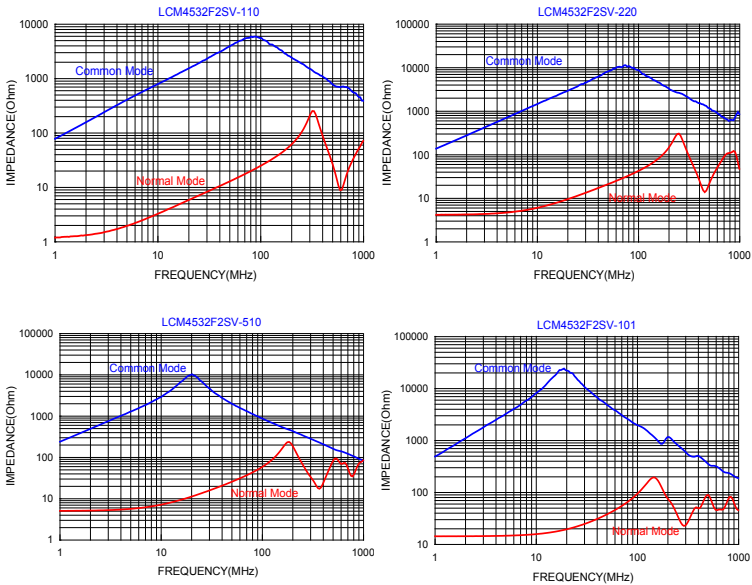 LCM4532F2SV-110
10000
1000
100
10
1
1
10
100
1000
IMPEDANCE(Ohm)
FREQUENCY(MHz)
Common Mode
Normal Mode
LCM4532F2SV-220
100000
10000
1000
100
10
1
1
10
100
1000
IMPEDANCE(Ohm)
FREQUENCY(MHz)
Common Mode
Normal Mode
LCM4532F2SV-510
100000
10000
1000
100
10
1
1
10
100
1000
IMPEDANCE(Ohm)
FREQUENCY(MHz)
Common Mode
Normal Mode
LCM4532F2SV-101
100000
10000
1000
100
10
1
10
100
1000
IMPEDANCE(Ohm)
FREQUENCY(MHz)
Common Mode
Normal Mode